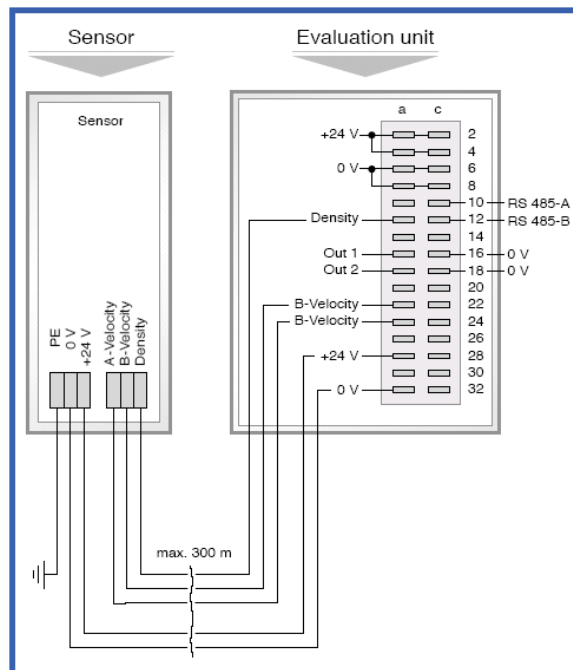 Sensor
Evaluation unit
Sensor
PE
0 V
+24 V
A-Velocity
B-Velocity
Density
a c
+24 V 2
4
0 V 6
8
10 RS 485-A
Density 12 RS 485-B
14
Out 1 16 0 V
Out 2 18 0 V
20
B-Velocity 22
B-Velocity 24
26
+24 V 28
30
0 V 32
max. 300 m